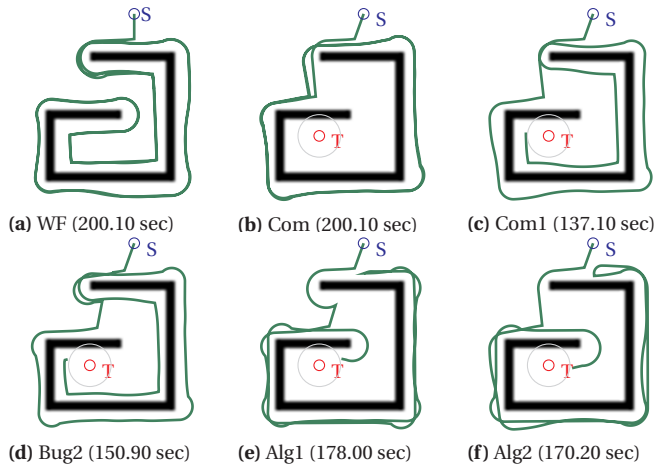 S
S
S
T
T
(a) WF (200.10 sec)
(b) Com (200.10 sec)
(c) Com1 (137.10 sec)
S
S
S
T
T
T
(d) Bug2 (150.90 sec)
(e) Alg1 (178.00 sec)
(f) Alg2 (170.20 sec)